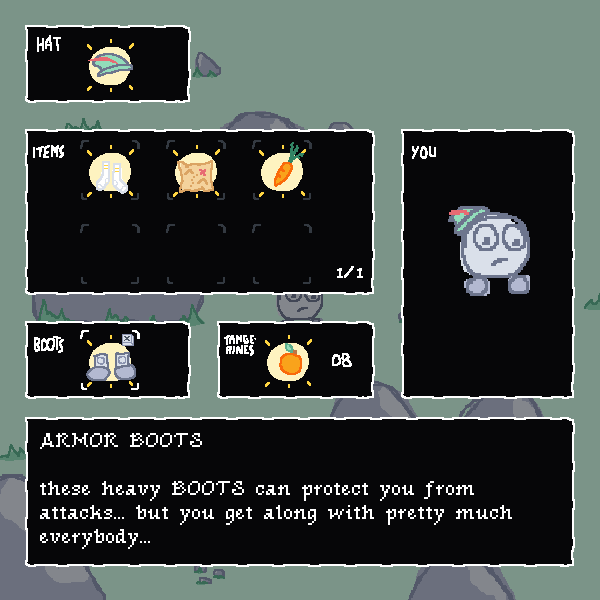 HAT
ITEMS
YOU
1/1
BOOTS
TANGE-
RINES
08
x
ARMOR BOOTS
these heavy BOOTS can protect you from
attacks... but you get along with pretty much
everybody...